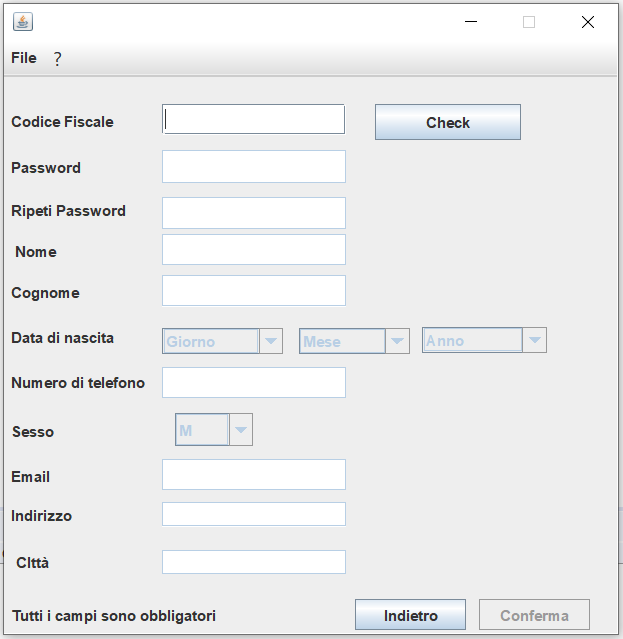 File ?
Codice Fiscale Check
Password
Ripeti Password
Nome
Cognome
Data di nascita Giorno Mese Anno
Numero di telefono
Sesso M
Email
Indirizzo
CIttà
Tutti i campi sono obbligatori Indietro Conferma